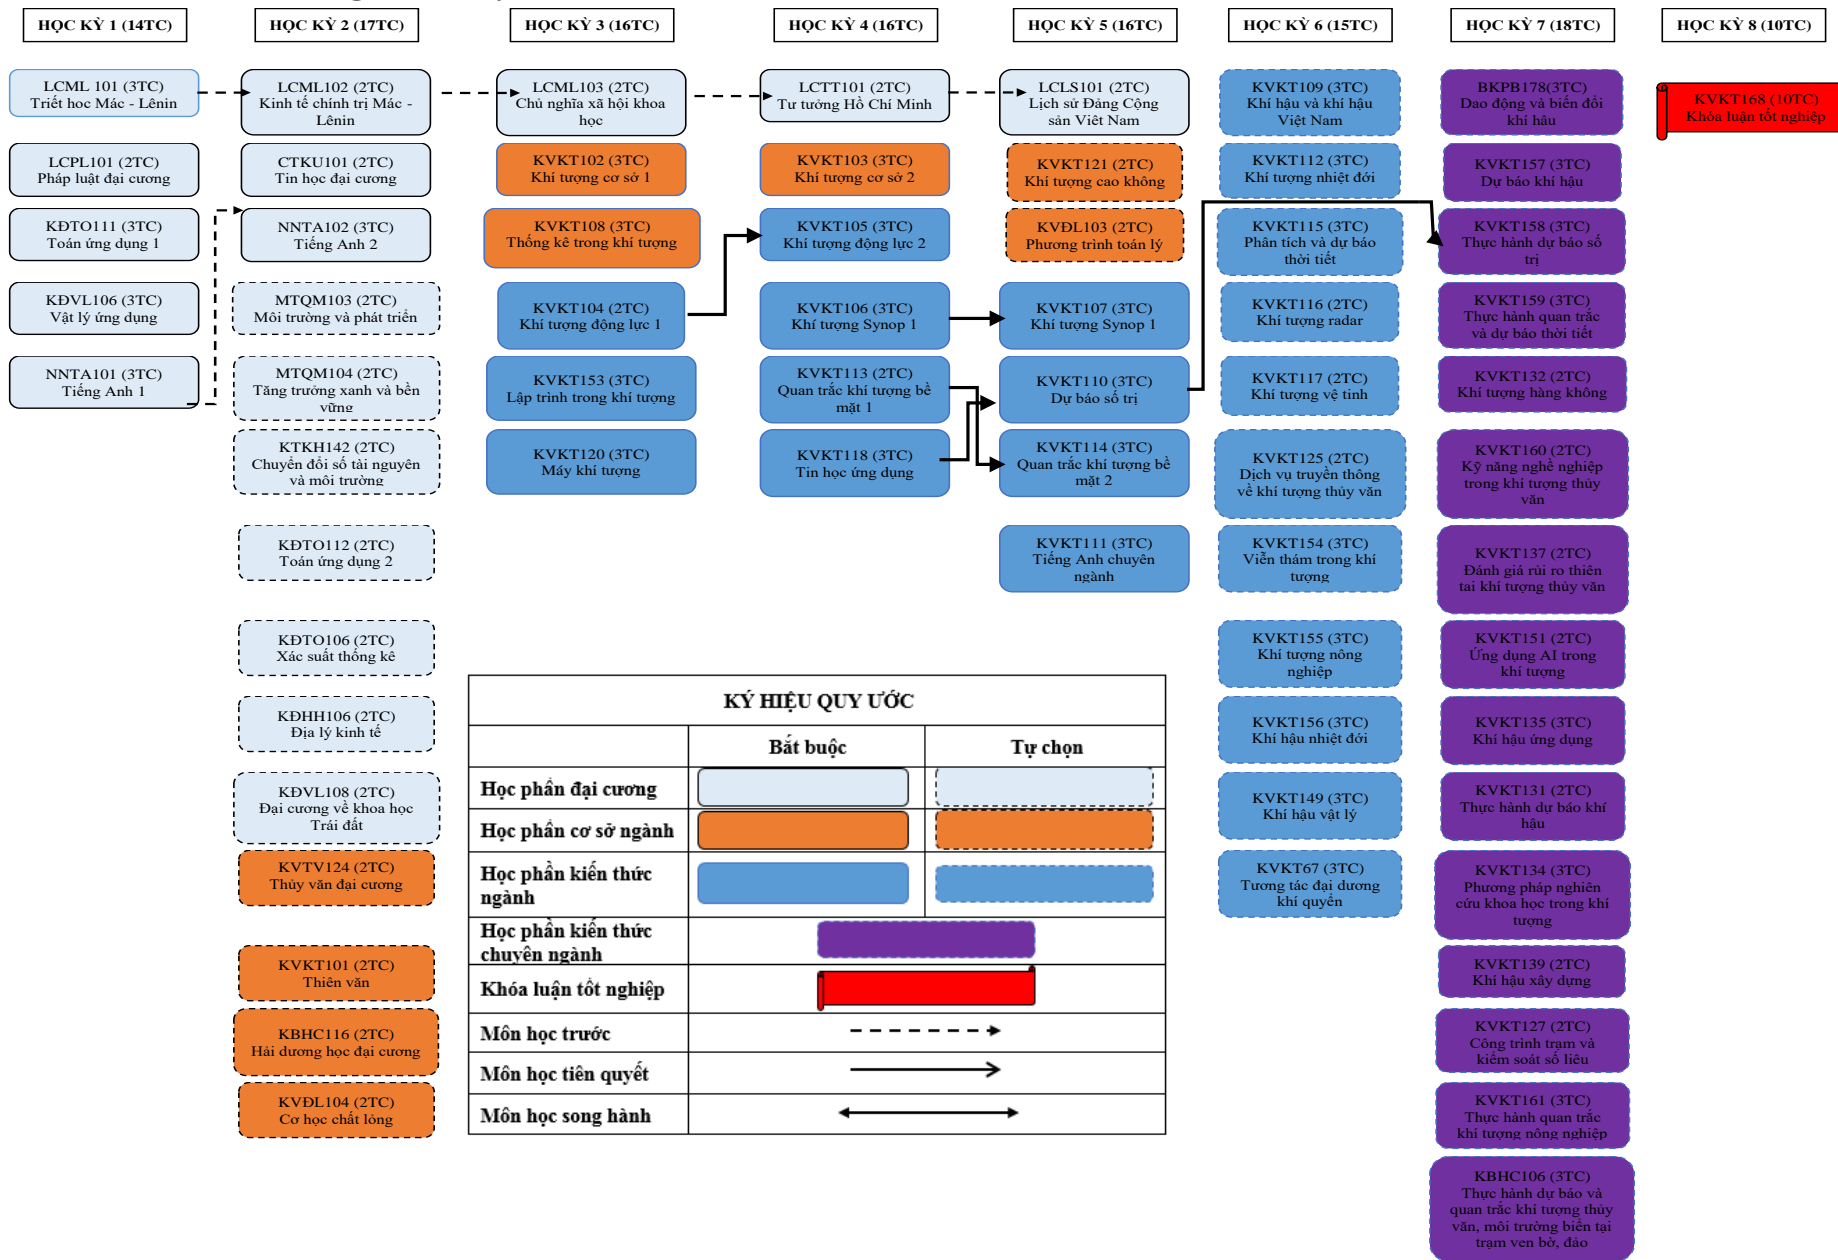 HỌC KỲ 1 (14TC)
LCML 101 (3TC)
Triết học Mác - Lênin
LCPL101 (2TC)
Pháp luật đại cương
KĐTO111 (3TC)
Toán ứng dụng 1
KĐVL106 (3TC)
Vật lý ứng dụng
NNTA101 (3TC)
Tiếng Anh 1
HỌC KỲ 2 (17TC)
LCML102 (2TC)
Kinh tế chính trị Mác -
Lênin
CTKU101 (2TC)
Tin học đại cương
NNTA102 (3TC)
Tiếng Anh 2
MTQM103 (2TC)
Môi trường và phát triển
MTQM104 (2TC)
Tăng trưởng xanh và bền
vững
KTKH142 (2TC)
Chuyển đổi số tài nguyên
và môi trường
KĐTO112 (2TC)
Toán ứng dụng 2
KĐTO106 (2TC)
Xác suất thống kê
KĐHH106 (2TC)
Địa lý kinh tế
KĐVL108 (2TC)
Đại cương về khoa học
Trái đất
KVTV124 (2TC)
Thủy văn đại cương
KVKT101 (2TC)
Thiên văn
KBHC116 (2TC)
Hải dương học đại cương
KVĐL104 (2TC)
Cơ học chất lỏng
HỌC KỲ 3 (16TC)
LCML103 (2TC)
Chủ nghĩa xã hội khoa
học
KVKT102 (3TC)
Khí tượng cơ sở 1
KVKT108 (3TC)
Thống kê trong khí tượng
KVKT104 (2TC)
Khí tượng động lực 1
KVKT153 (3TC)
Lập trình trong khí tượng
KVKT120 (3TC)
Máy khí tượng
HỌC KỲ 4 (16TC)
LCTT101 (2TC)
Tư tưởng Hồ Chí Minh
KVKT103 (3TC)
Khí tượng cơ sở 2
KVKT105 (3TC)
Khí tượng động lực 2
KVKT106 (3TC)
Khí tượng Synop 1
KVKT113 (2TC)
Quan trắc khí tượng bề
mặt 1
KVKT118 (3TC)
Tin học ứng dụng
HỌC KỲ 5 (16TC)
LCLS101 (2TC)
Lịch sử Đảng Cộng
sản Việt Nam
KVKT121 (2TC)
Khí tượng cao không
KVĐL103 (2TC)
Phương trình toán lý
KVKT107 (3TC)
Khí tượng Synop 1
KVKT110 (3TC)
Dự báo số trị
KVKT114 (3TC)
Quan trắc khí tượng bề
mặt 2
KVKT111 (3TC)
Tiếng Anh chuyên
ngành
HỌC KỲ 6 (15TC)
KVKT109 (3TC)
Khí hậu và khí hậu
Việt Nam
KVKT112 (3TC)
Khí tượng nhiệt đới
KVKT115 (3TC)
Phân tích và dự báo
thời tiết
KVKT116 (2TC)
Khí tượng radar
KVKT117 (2TC)
Khí tượng vệ tinh
KVKT125 (2TC)
Dịch vụ truyền thông
về khí tượng thủy văn
KVKT154 (3TC)
Viễn thám trong khí
tượng
KVKT155 (3TC)
Khí tượng nông
nghiệp
KVKT156 (3TC)
Khí hậu nhiệt đới
KVKT149 (3TC)
Khí hậu vật lý
KVKT67 (3TC)
Tương tác đại dương
khí quyển
HỌC KỲ 7 (18TC)
BKPB178(3TC)
Dao động và biến đổi
khí hậu
KVKT157 (3TC)
Dự báo khí hậu
KVKT158 (3TC)
Thực hành dự báo số
trị
KVKT159 (3TC)
Thực hành quan trắc
và dự báo thời tiết
KVKT132 (2TC)
Khí tượng hàng không
KVKT160 (2TC)
Kỹ năng nghề nghiệp
trong khí tượng thủy
văn
KVKT137 (2TC)
Đánh giá rủi ro thiên
tai khí tượng thủy văn
KVKT151 (2TC)
Ứng dụng AI trong
khí tượng
KVKT135 (3TC)
Khí hậu ứng dụng
KVKT131 (2TC)
Thực hành dự báo khí
hậu
KVKT134 (3TC)
Phương pháp nghiên
cứu khoa học trong khí
tượng
KVKT139 (2TC)
Khí hậu xây dựng
KVKT127 (2TC)
Công trình trạm và
kiểm soát số liệu
KVKT161 (3TC)
Thực hành quan trắc
khí tượng nông nghiệp
KBHC106 (3TC)
Thực hành dự báo và
quan trắc khí tượng thủy
văn, môi trường biển tại
trạm ven bờ, đảo
HỌC KỲ 8 (10TC)
KVKT168 (10TC)
Khóa luận tốt nghiệp
KÝ HIỆU QUY ƯỚC
Bắt buộc
Tự chọn
Học phần đại cương
Học phần cơ sở ngành
Học phần kiến thức
ngành
Học phần kiến thức
chuyên ngành
Khóa luận tốt nghiệp
Môn học trước
Môn học tiên quyết
Môn học song hành